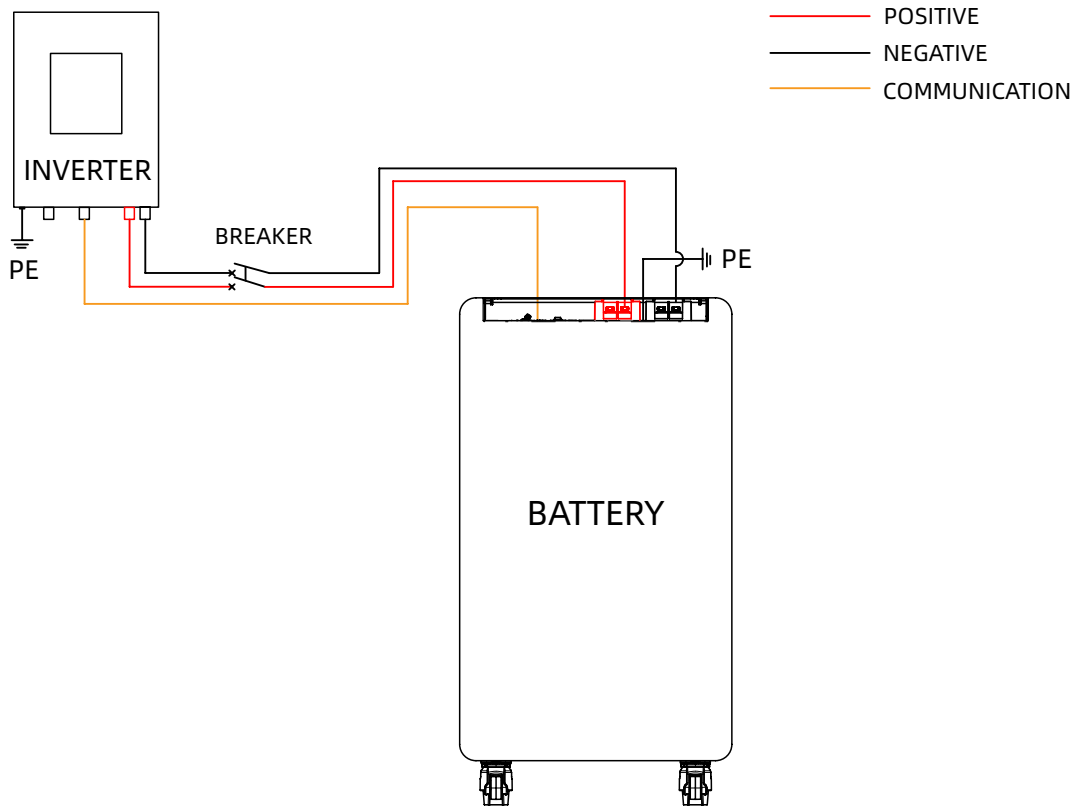 POSITIVE
NEGATIVE
COMMUNICATION
INVERTER
BREAKER
PE
PE
BATTERY